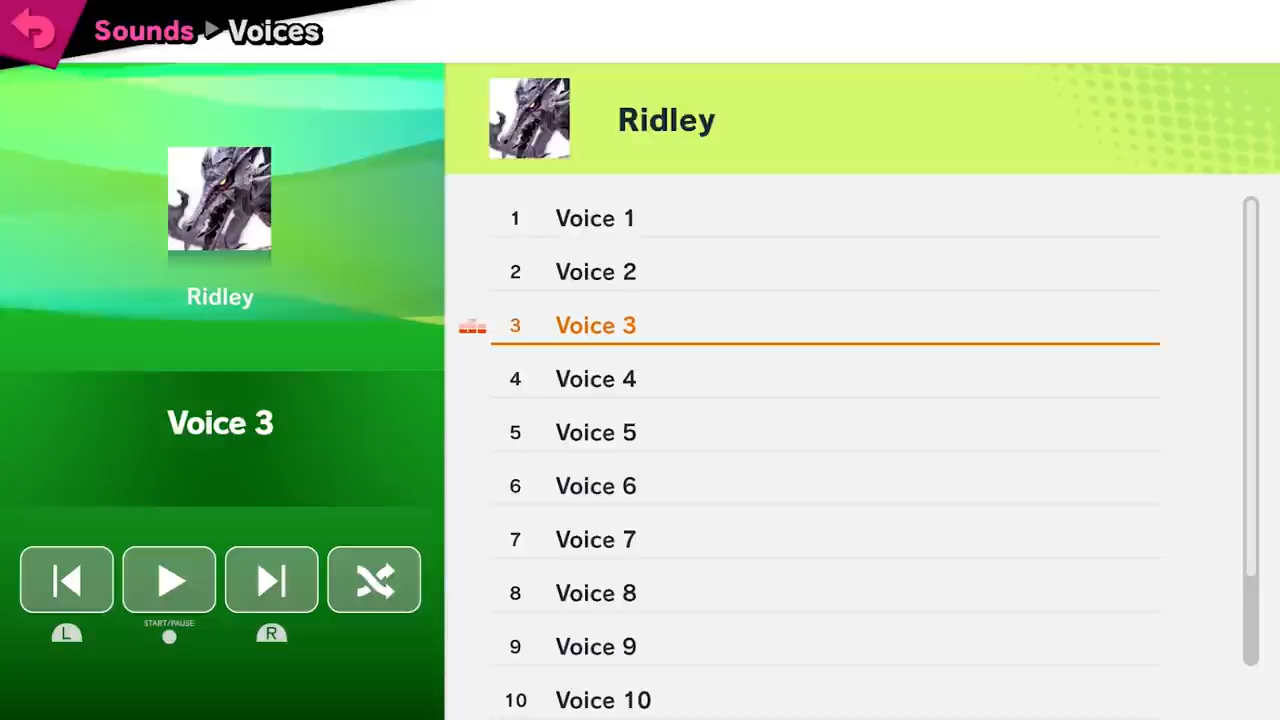 Sounds Voices
Ridley
Voice 3
L
START/PAUSE
R
Ridley
1 Voice 1
2 Voice 2
3 Voice 3
4 Voice 4
5 Voice 5
6 Voice 6
7 Voice 7
8 Voice 8
9 Voice 9
10 Voice 10